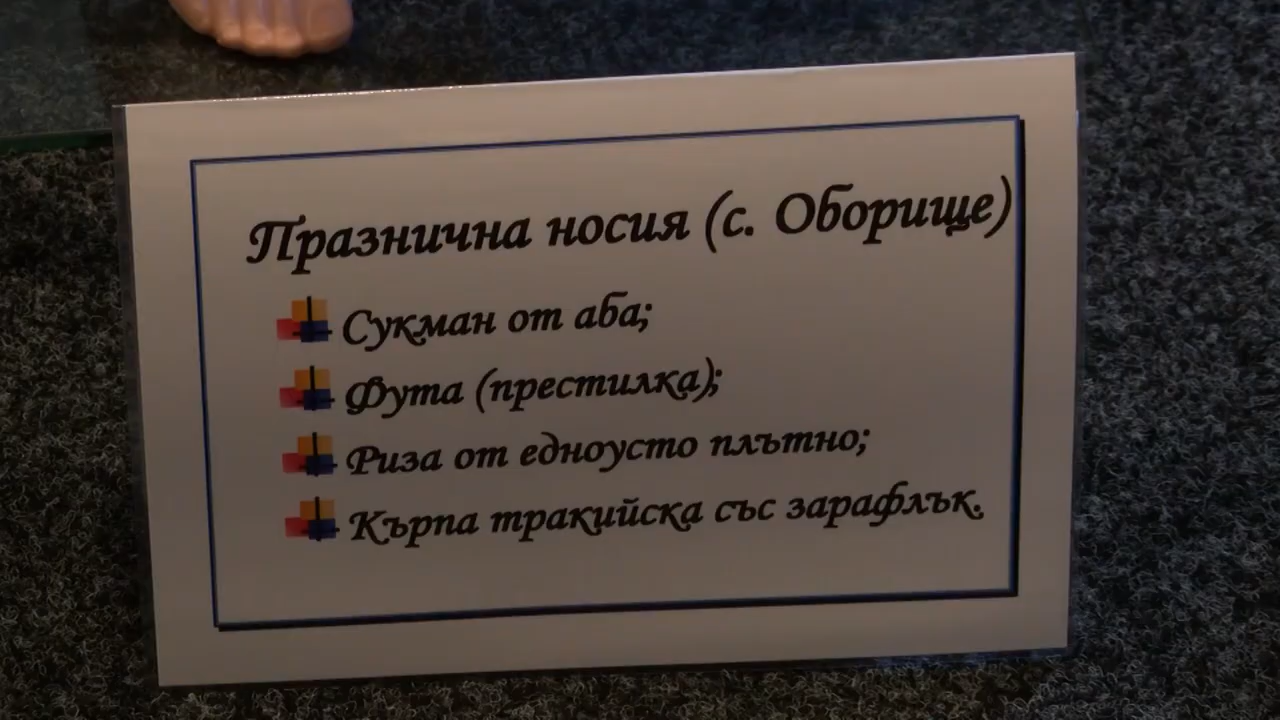 Празнична носия (с. Оборище)
Сукман от аба;
Фута (престилка);
Риза от едноусто плътно;
Кърпа тракийска със зарафлък.